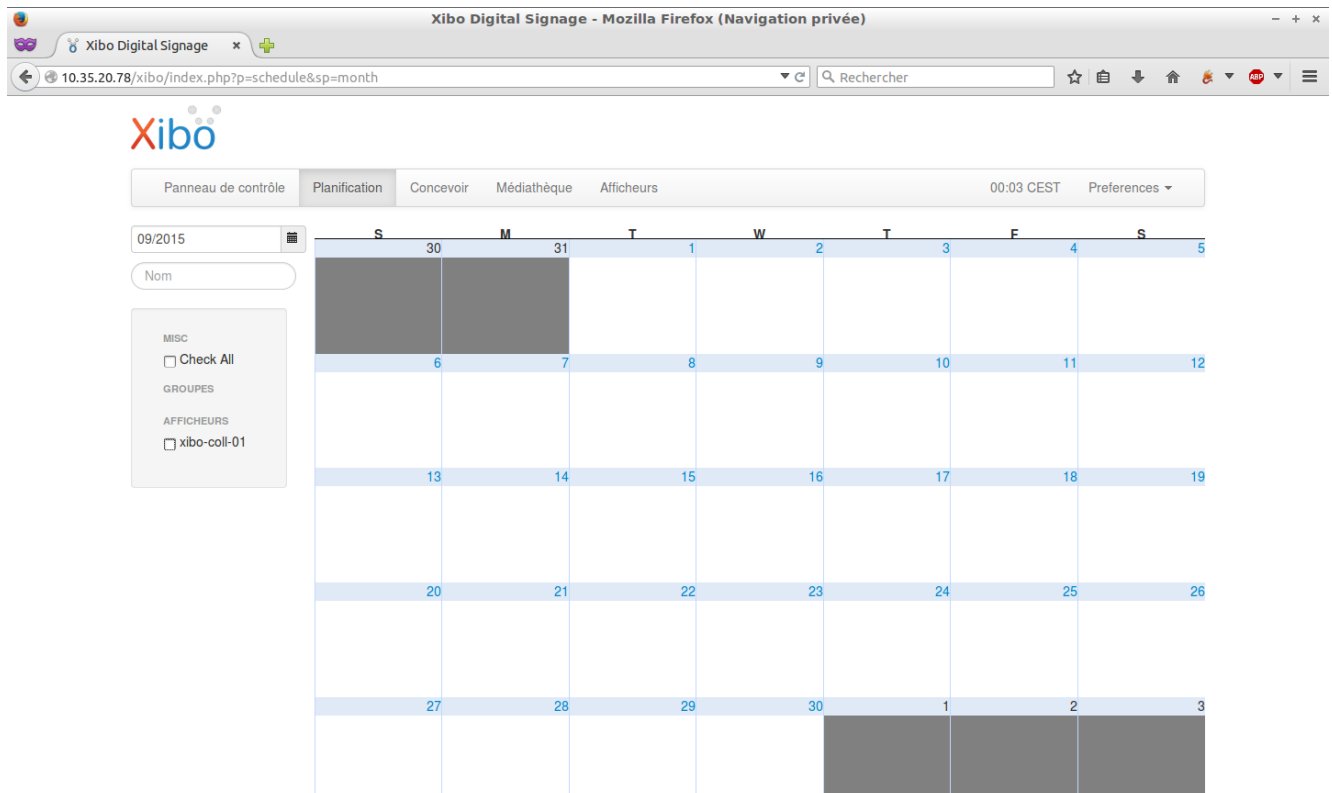 Xibo Digital Signage - Mozilla Firefox (Navigation privée)
Xibo Digital Signage
10.35.20.78/xibo/index.php?p=schedule&sp=month
Rechercher
ABP
Xibo
Panneau de contrôle Planification Concevoir Médiathèque Afficheurs 00:03 CEST Preferences
09/2015
Nom
MISC
Check All
GROUPES
AFFICHEURS
xibo-coll-01
S M T W T F S
30 31 1 2 3 4 5
6 7 8 9 10 11 12
13 14 15 16 17 18 19
20 21 22 23 24 25 26
27 28 29 30 1 2 3